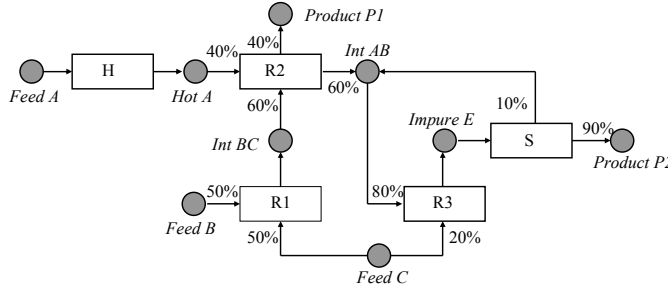 Product P1
40%
Int AB
40%
H
R2
60%
Feed A
Hot A
60%
10%
Impure E
90%
S
Int BC
Product P2
50%
R1
80%
R3
Feed B
50%
20%
Feed C